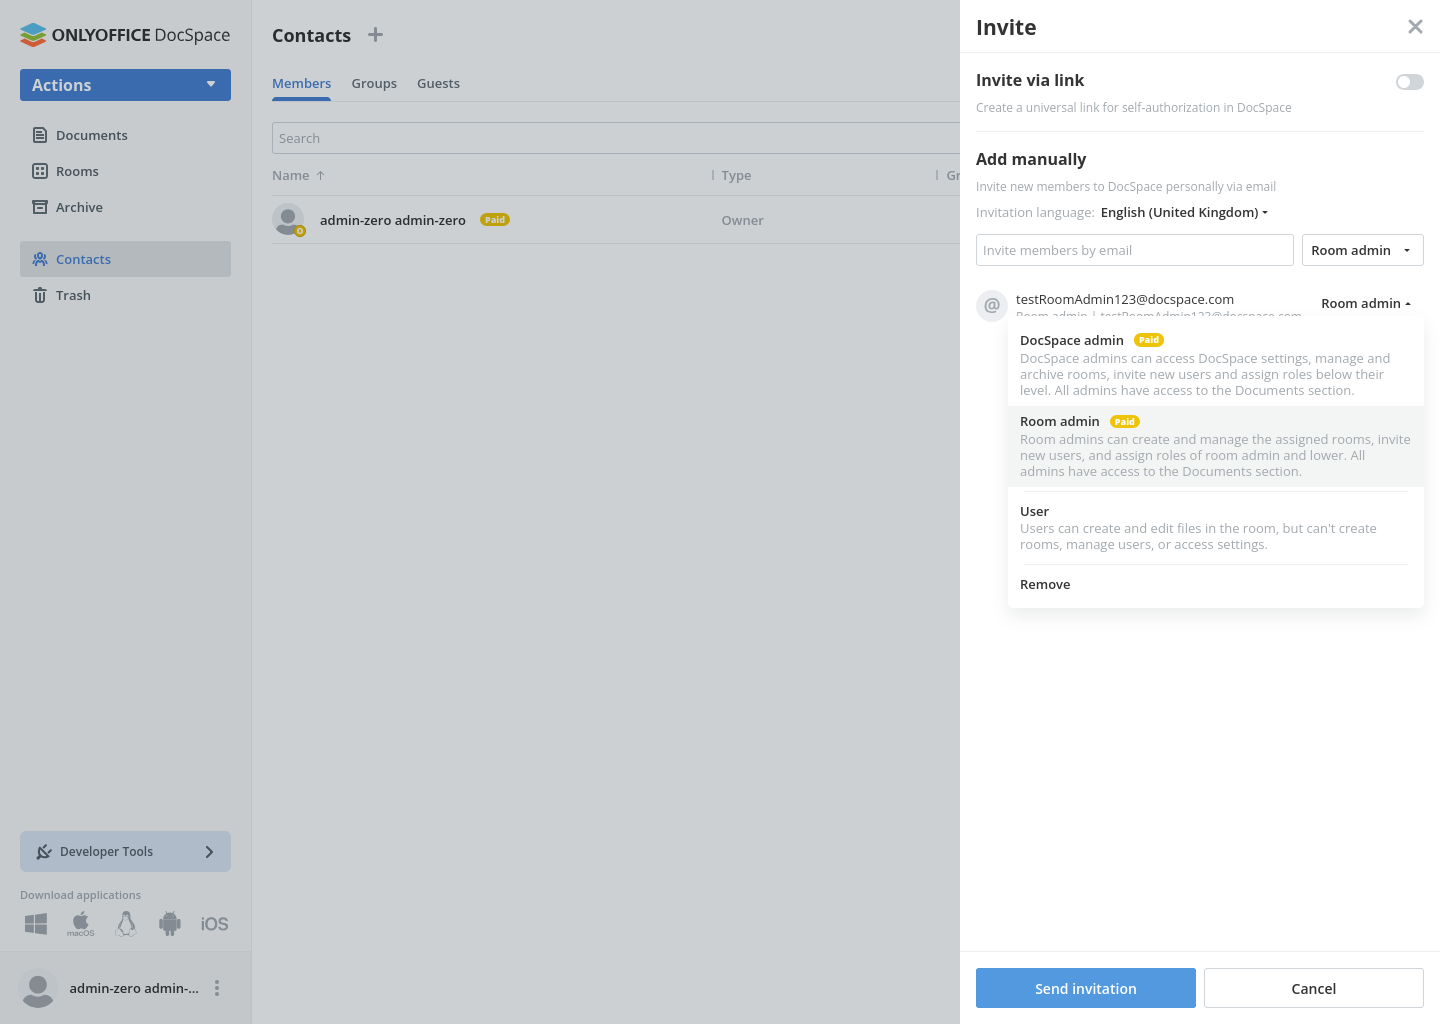 ONLYOFFICE DocSpace
Actions
Documents
Rooms
Archive
Contacts
Trash
Developer Tools
Download applications
macOS
iOS
admin-zero admin-...
Contacts
Members Groups Guests
Search
Name Type Gr
admin-zero admin-zero Paid Owner
O
Invite
Invite via link
Create a universal link for self-authorization in DocSpace
Add manually
Invite new members to DocSpace personally via email
Invitation language: English (United Kingdom)
Invite members by email Room admin
@ testRoomAdmin123@docspace.com Room admin
Room admin | testRoomAdmin123@docspace.com
DocSpace admin Paid
DocSpace admins can access DocSpace settings, manage and
archive rooms, invite new users and assign roles below their
level. All admins have access to the Documents section.
Room admin Paid
Room admins can create and manage the assigned rooms, invite
new users, and assign roles of room admin and lower. All
admins have access to the Documents section.
User
Users can create and edit files in the room, but can't create
rooms, manage users, or access settings.
Remove
Send invitation Cancel